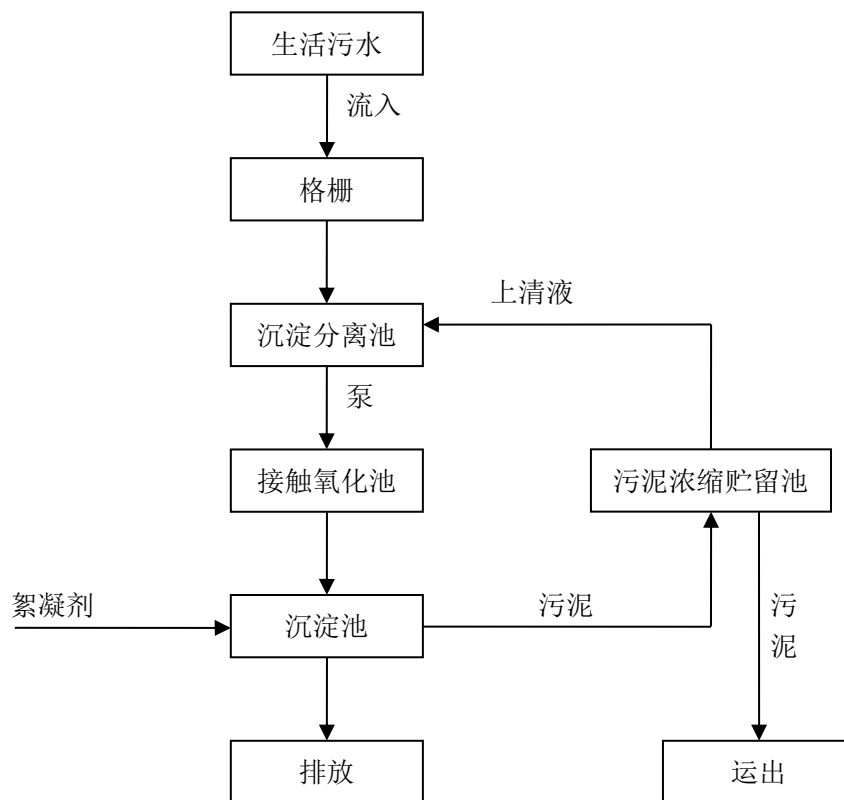 生活污水
流入
格栅
上清液
沉淀分离池
泵
接触氧化池
污泥浓缩贮留池
絮凝剂
沉淀池
污泥
污
泥
排放
运出